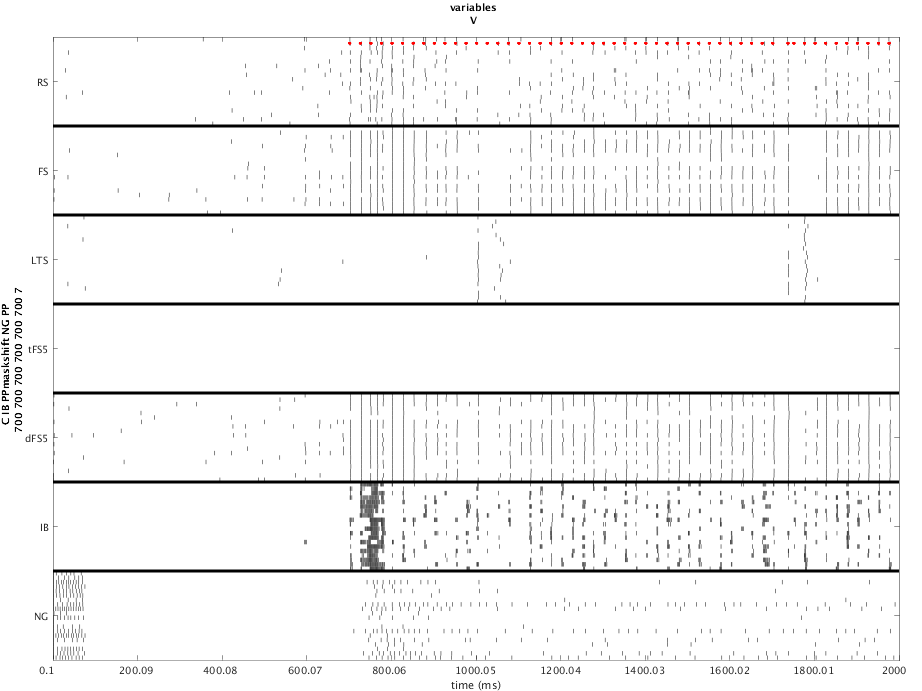 variables
V
RS
FS
LTS
tFS5
dFS5
IB
NG
C IB PPmaskshift NG PP
700 700 700 700 700 700 7
0.1 200.09 400.08 600.07 800.06 1000.05 1200.04 1400.03 1600.02 1800.01 2000
time (ms)